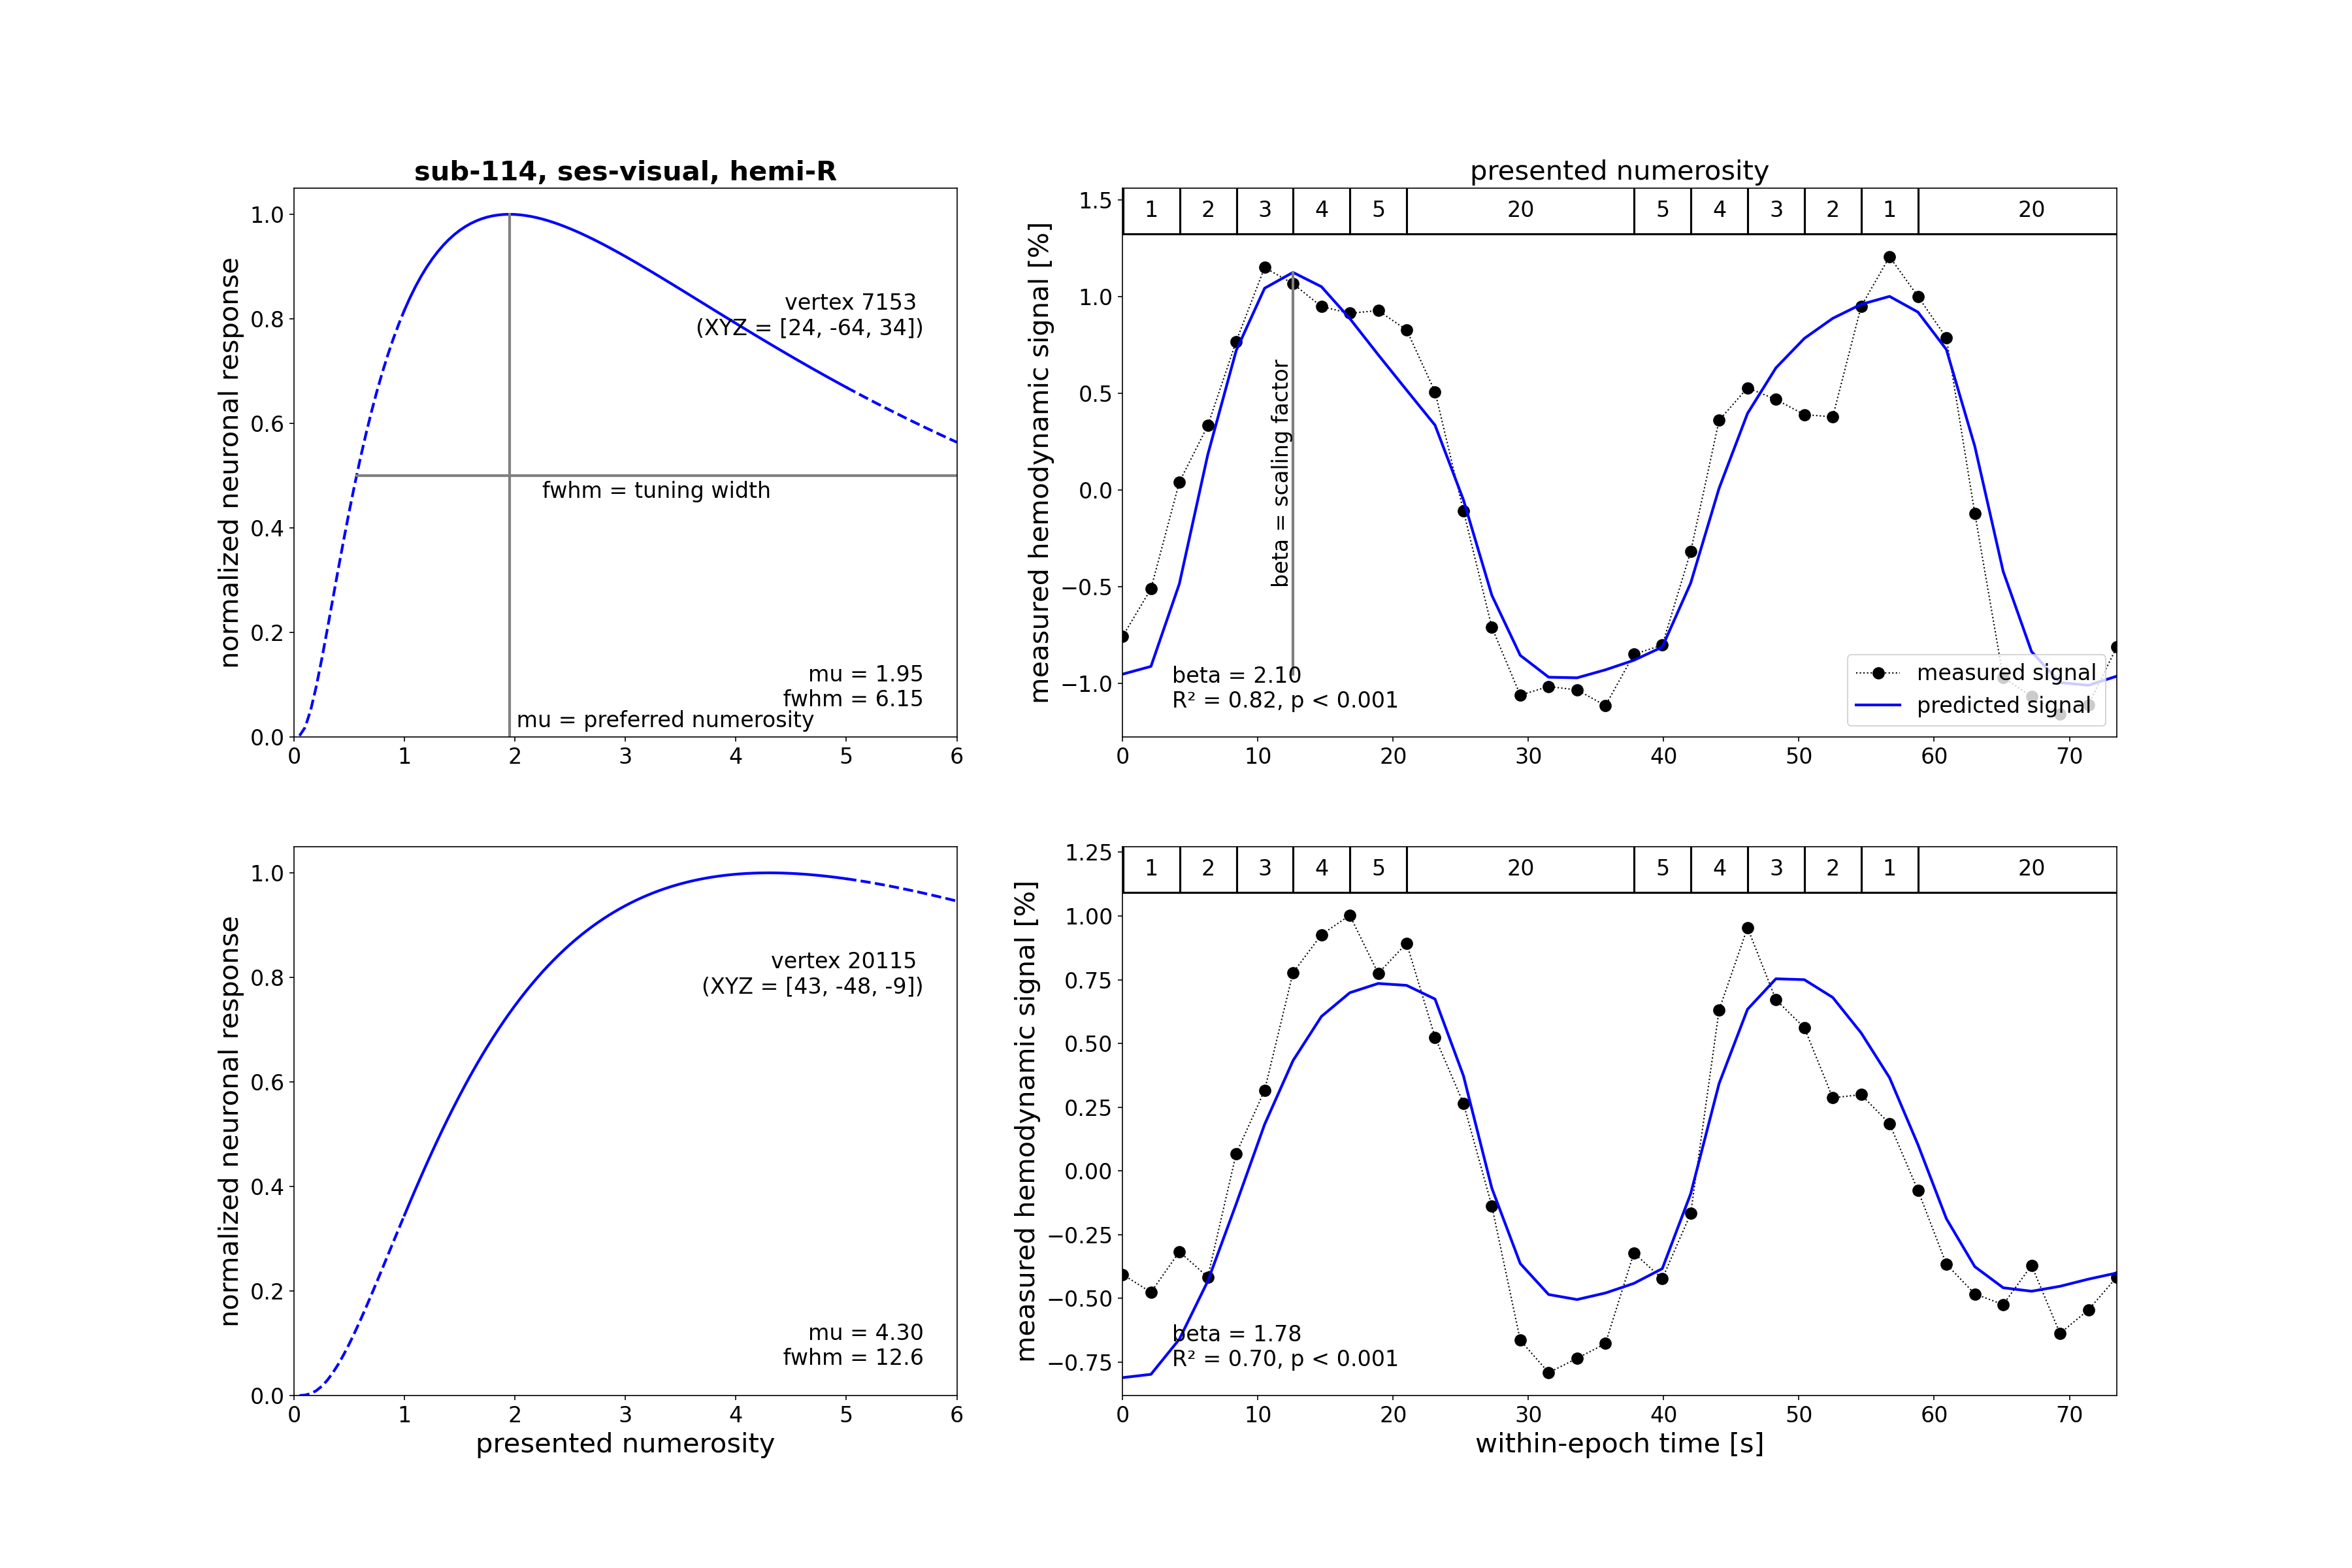 sub-114, ses-visual, hemi-R
normalized neuronal response
1.0
0.8
0.6
0.4
0.2
0.0
vertex 7153
(XYZ = [24, -64, 34])
fwhm = tuning width
mu = 1.95
fwhm = 6.15
mu = preferred numerosity
0 1 2 3 4 5 6
presented numerosity
measured hemodynamic signal [%]
1.5
1.0
0.5
0.0
−0.5
−1.0
1 2 3 4 5 20 5 4 3 2 1 20
beta = scaling factor
beta = 2.10
R² = 0.82, p < 0.001
measured signal
predicted signal
0 10 20 30 40 50 60 70
normalized neuronal response
1.0
0.8
0.6
0.4
0.2
0.0
vertex 20115
(XYZ = [43, -48, -9])
mu = 4.30
fwhm = 12.6
0 1 2 3 4 5 6
presented numerosity
measured hemodynamic signal [%]
1.25
1.00
0.75
0.50
0.25
0.00
−0.25
−0.50
−0.75
1 2 3 4 5 20 5 4 3 2 1 20
beta = 1.78
R² = 0.70, p < 0.001
0 10 20 30 40 50 60 70
within-epoch time [s]